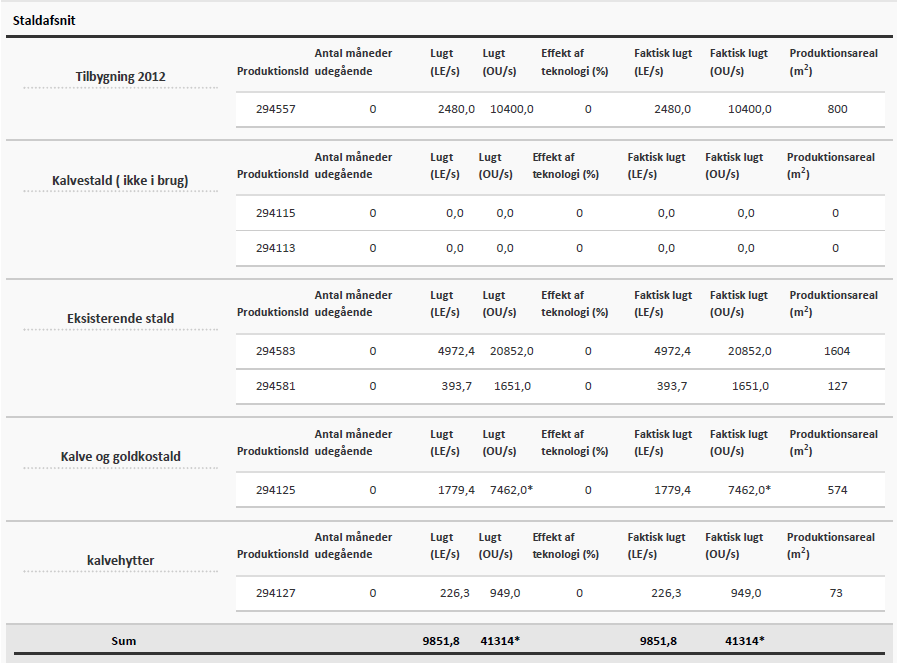 Staldafsnit
Tilbygning 2012
ProduktionsId Antal måneder udegående Lugt (LE/s) Lugt (OU/s) Effekt af teknologi (%) Faktisk lugt (LE/s) Faktisk lugt (OU/s) Produktionsareal (m²)
294557 0 2480,0 10400,0 0 2480,0 10400,0 800
Kalvestald ( ikke i brug)
ProduktionsId Antal måneder udegående Lugt (LE/s) Lugt (OU/s) Effekt af teknologi (%) Faktisk lugt (LE/s) Faktisk lugt (OU/s) Produktionsareal (m²)
294115 0 0,0 0,0 0 0,0 0,0 0
294113 0 0,0 0,0 0 0,0 0,0 0
Eksisterende stald
ProduktionsId Antal måneder udegående Lugt (LE/s) Lugt (OU/s) Effekt af teknologi (%) Faktisk lugt (LE/s) Faktisk lugt (OU/s) Produktionsareal (m²)
294583 0 4972,4 20852,0 0 4972,4 20852,0 1604
294581 0 393,7 1651,0 0 393,7 1651,0 127
Kalve og goldkostald
ProduktionsId Antal måneder udegående Lugt (LE/s) Lugt (OU/s) Effekt af teknologi (%) Faktisk lugt (LE/s) Faktisk lugt (OU/s) Produktionsareal (m²)
294125 0 1779,4 7462,0* 0 1779,4 7462,0* 574
kalvehytter
ProduktionsId Antal måneder udegående Lugt (LE/s) Lugt (OU/s) Effekt af teknologi (%) Faktisk lugt (LE/s) Faktisk lugt (OU/s) Produktionsareal (m²)
294127 0 226,3 949,0 0 226,3 949,0 73
Sum 9851,8 41314* 9851,8 41314*